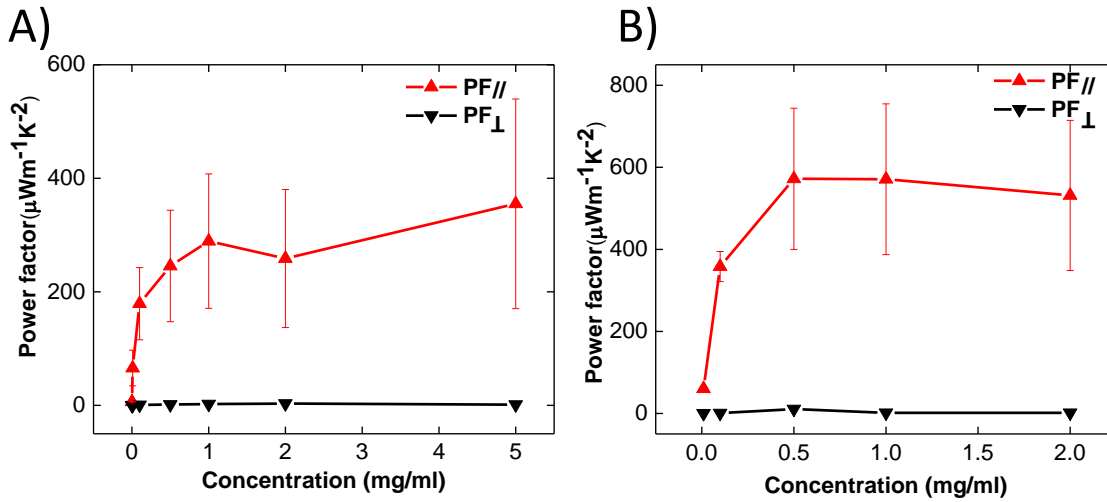 A)
Power factor(μWm⁻¹K⁻²)
600
400
200
0
PF//
PF⊥
0 1 2 3 4 5
Concentration (mg/ml)
B)
Power factor(μWm⁻¹K⁻²)
800
600
400
200
0
PF//
PF⊥
0.0 0.5 1.0 1.5 2.0
Concentration (mg/ml)